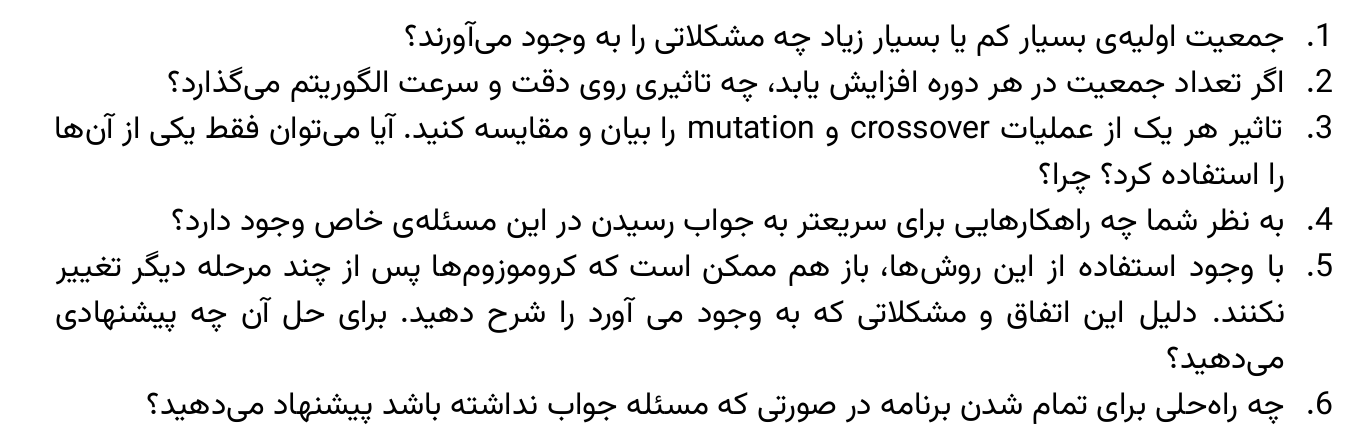 1. جمعیت اولیه‌ی بسیار کم یا بسیار زیاد چه مشکلاتی را به وجود می‌آورند؟
2. اگر تعداد جمعیت در هر دوره افزایش یابد، چه تاثیری روی دقت و سرعت الگوریتم می‌گذارد؟
3. تاثیر هر یک از عملیات crossover و mutation را بیان و مقایسه کنید. آیا می‌توان فقط یکی از آن‌ها
را استفاده کرد؟ چرا؟
4. به نظر شما چه راهکارهایی برای سریعتر به جواب رسیدن در این مسئله‌ی خاص وجود دارد؟
5. با وجود استفاده از این روش‌ها، باز هم ممکن است که کروموزوم‌ها پس از چند مرحله دیگر تغییر
نکنند. دلیل این اتفاق و مشکلاتی که به وجود می آورد را شرح دهید. برای حل آن چه پیشنهادی
می‌دهید؟
6. چه راه‌حلی برای تمام شدن برنامه در صورتی که مسئله جواب نداشته باشد پیشنهاد می‌دهید؟